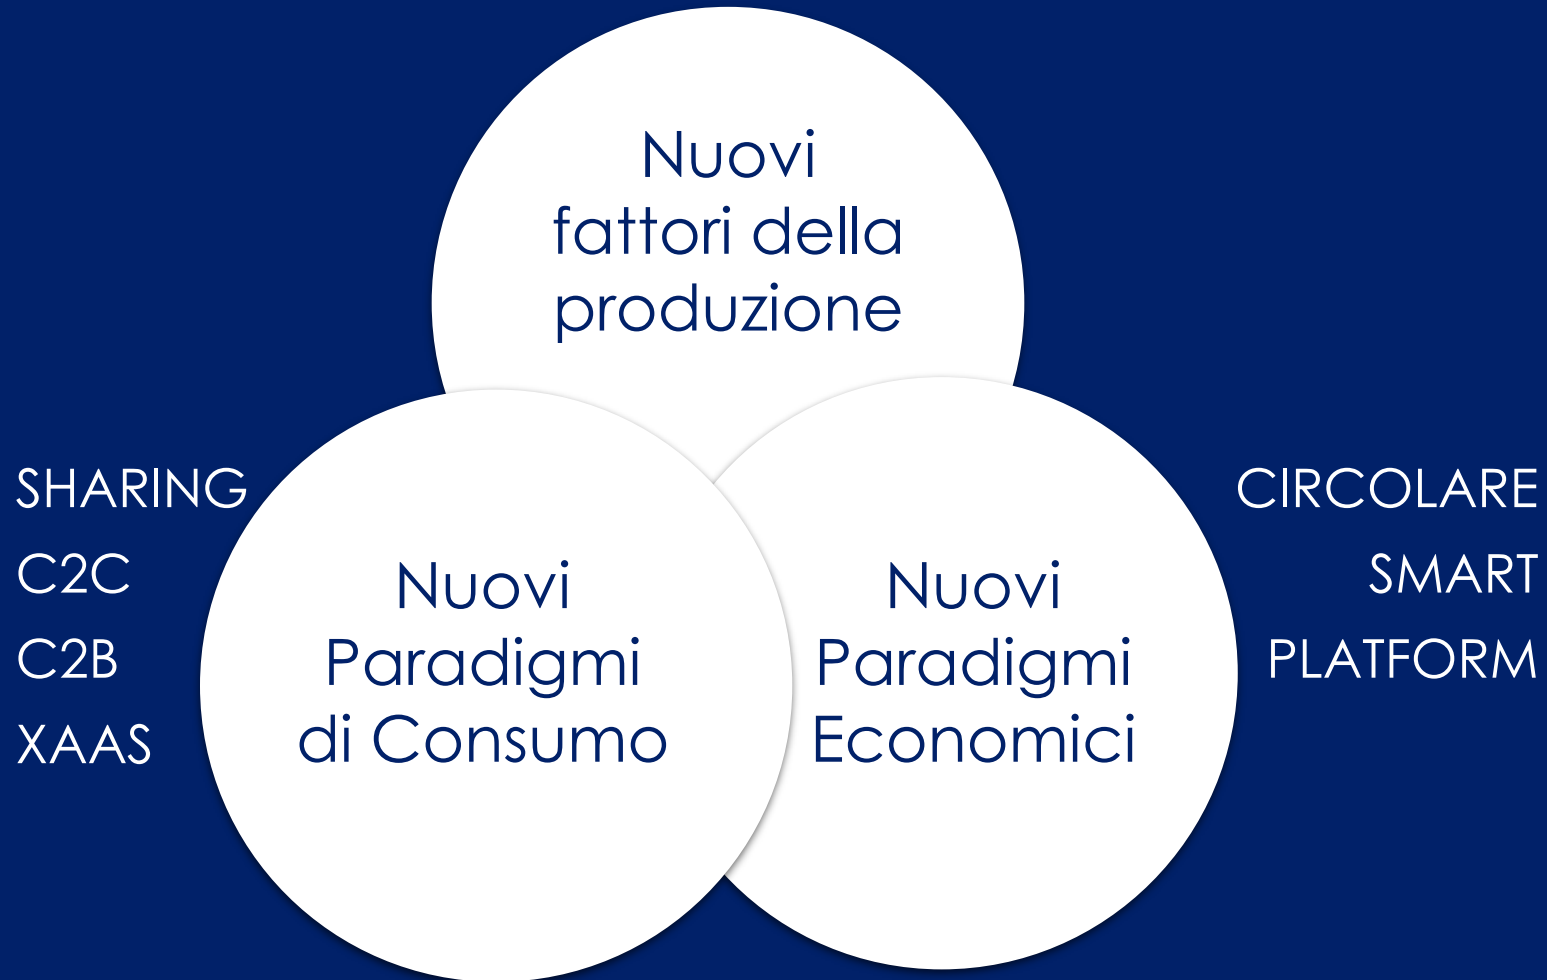 Nuovi
fattori della
produzione
SHARING
C2C
C2B
XAAS
Nuovi
Paradigmi
di Consumo
Nuovi
Paradigmi
Economici
CIRCOLARE
SMART
PLATFORM